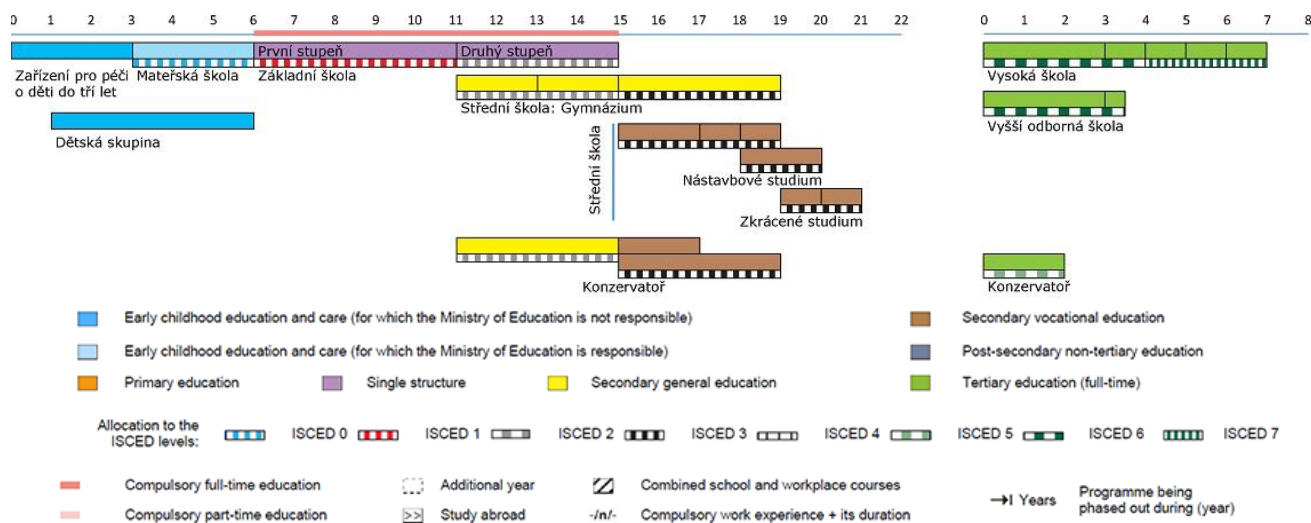 0 1 2 3 4 5 6 7 8 9 10 11 12 13 14 15 16 17 18 19 20 21 22 0 1 2 3 4 5 6 7 8
První stupeň Druhý stupeň
Zařízení pro péči
o děti do tří let
Mateřská škola
Základní škola
Vysoká škola
Střední škola: Gymnázium
Vyšší odborná škola
Dětská skupina
Střední škola
Nástavbové studium
Zkrácené studium
Konzervatoř
Konzervatoř
Early childhood education and care (for which the Ministry of Education is not responsible)
Secondary vocational education
Early childhood education and care (for which the Ministry of Education is responsible)
Post-secondary non-tertiary education
Primary education
Single structure
Secondary general education
Tertiary education (full-time)
Allocation to the
ISCED levels:
ISCED 0
ISCED 1
ISCED 2
ISCED 3
ISCED 4
ISCED 5
ISCED 6
ISCED 7
Compulsory full-time education
Additional year
Combined school and workplace courses
Years
Programme being
phased out during (year)
Compulsory part-time education
>> Study abroad
-/n/- Compulsory work experience + its duration